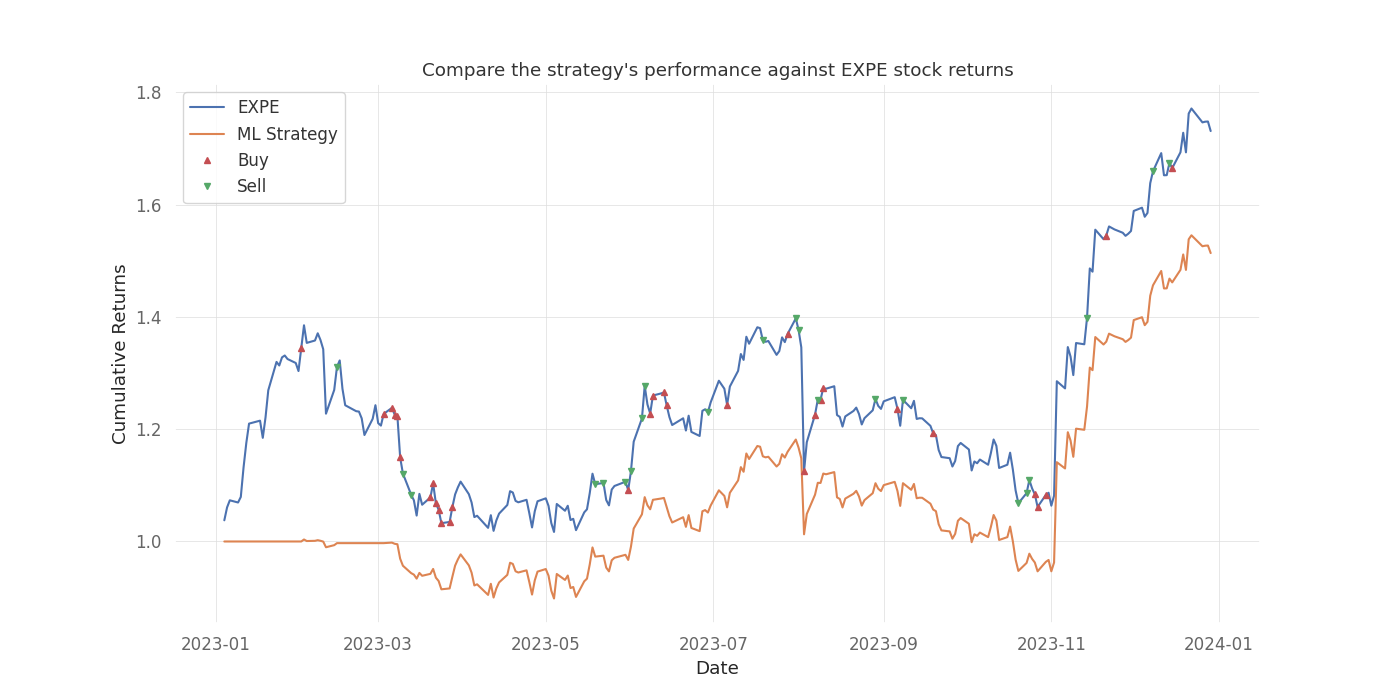 Compare the strategy's performance against EXPE stock returns
EXPE
ML Strategy
Buy
Sell
Cumulative Returns
1.8
1.6
1.4
1.2
1.0
2023-01
2023-03
2023-05
2023-07
2023-09
2023-11
2024-01
Date